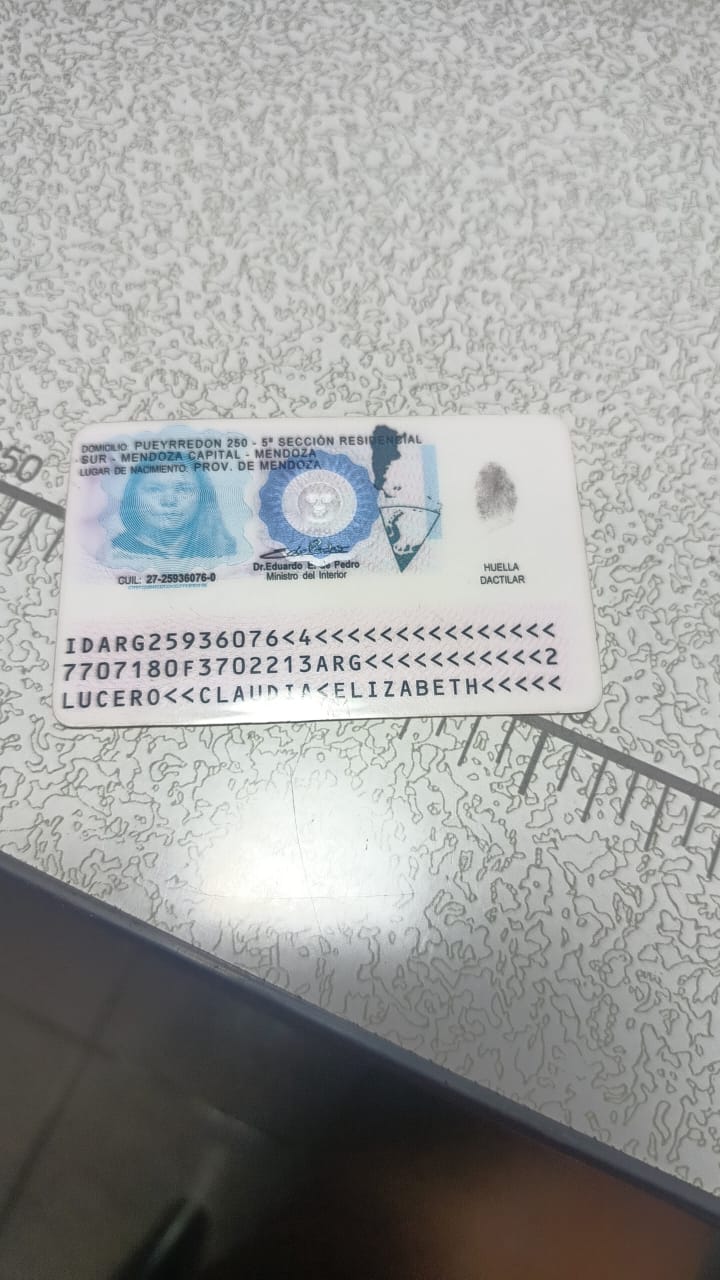 DOMICILIO: PUEYRREDON 250 - 5ª SECCIÓN RESIDENCIAL
SUR - MENDOZA CAPITAL - MENDOZA
LUGAR DE NACIMIENTO: PROV. DE MENDOZA
CUIL: 27-25936076-0
Dr.Eduardo E. de Pedro
Ministro del Interior
HUELLA
DACTILAR
IDARG25936076<4<<<<<<<<<<<<<<<
7707180F3702213ARG<<<<<<<<<<<2
LUCERO<<CLAUDIA<ELIZABETH<<<<<
50